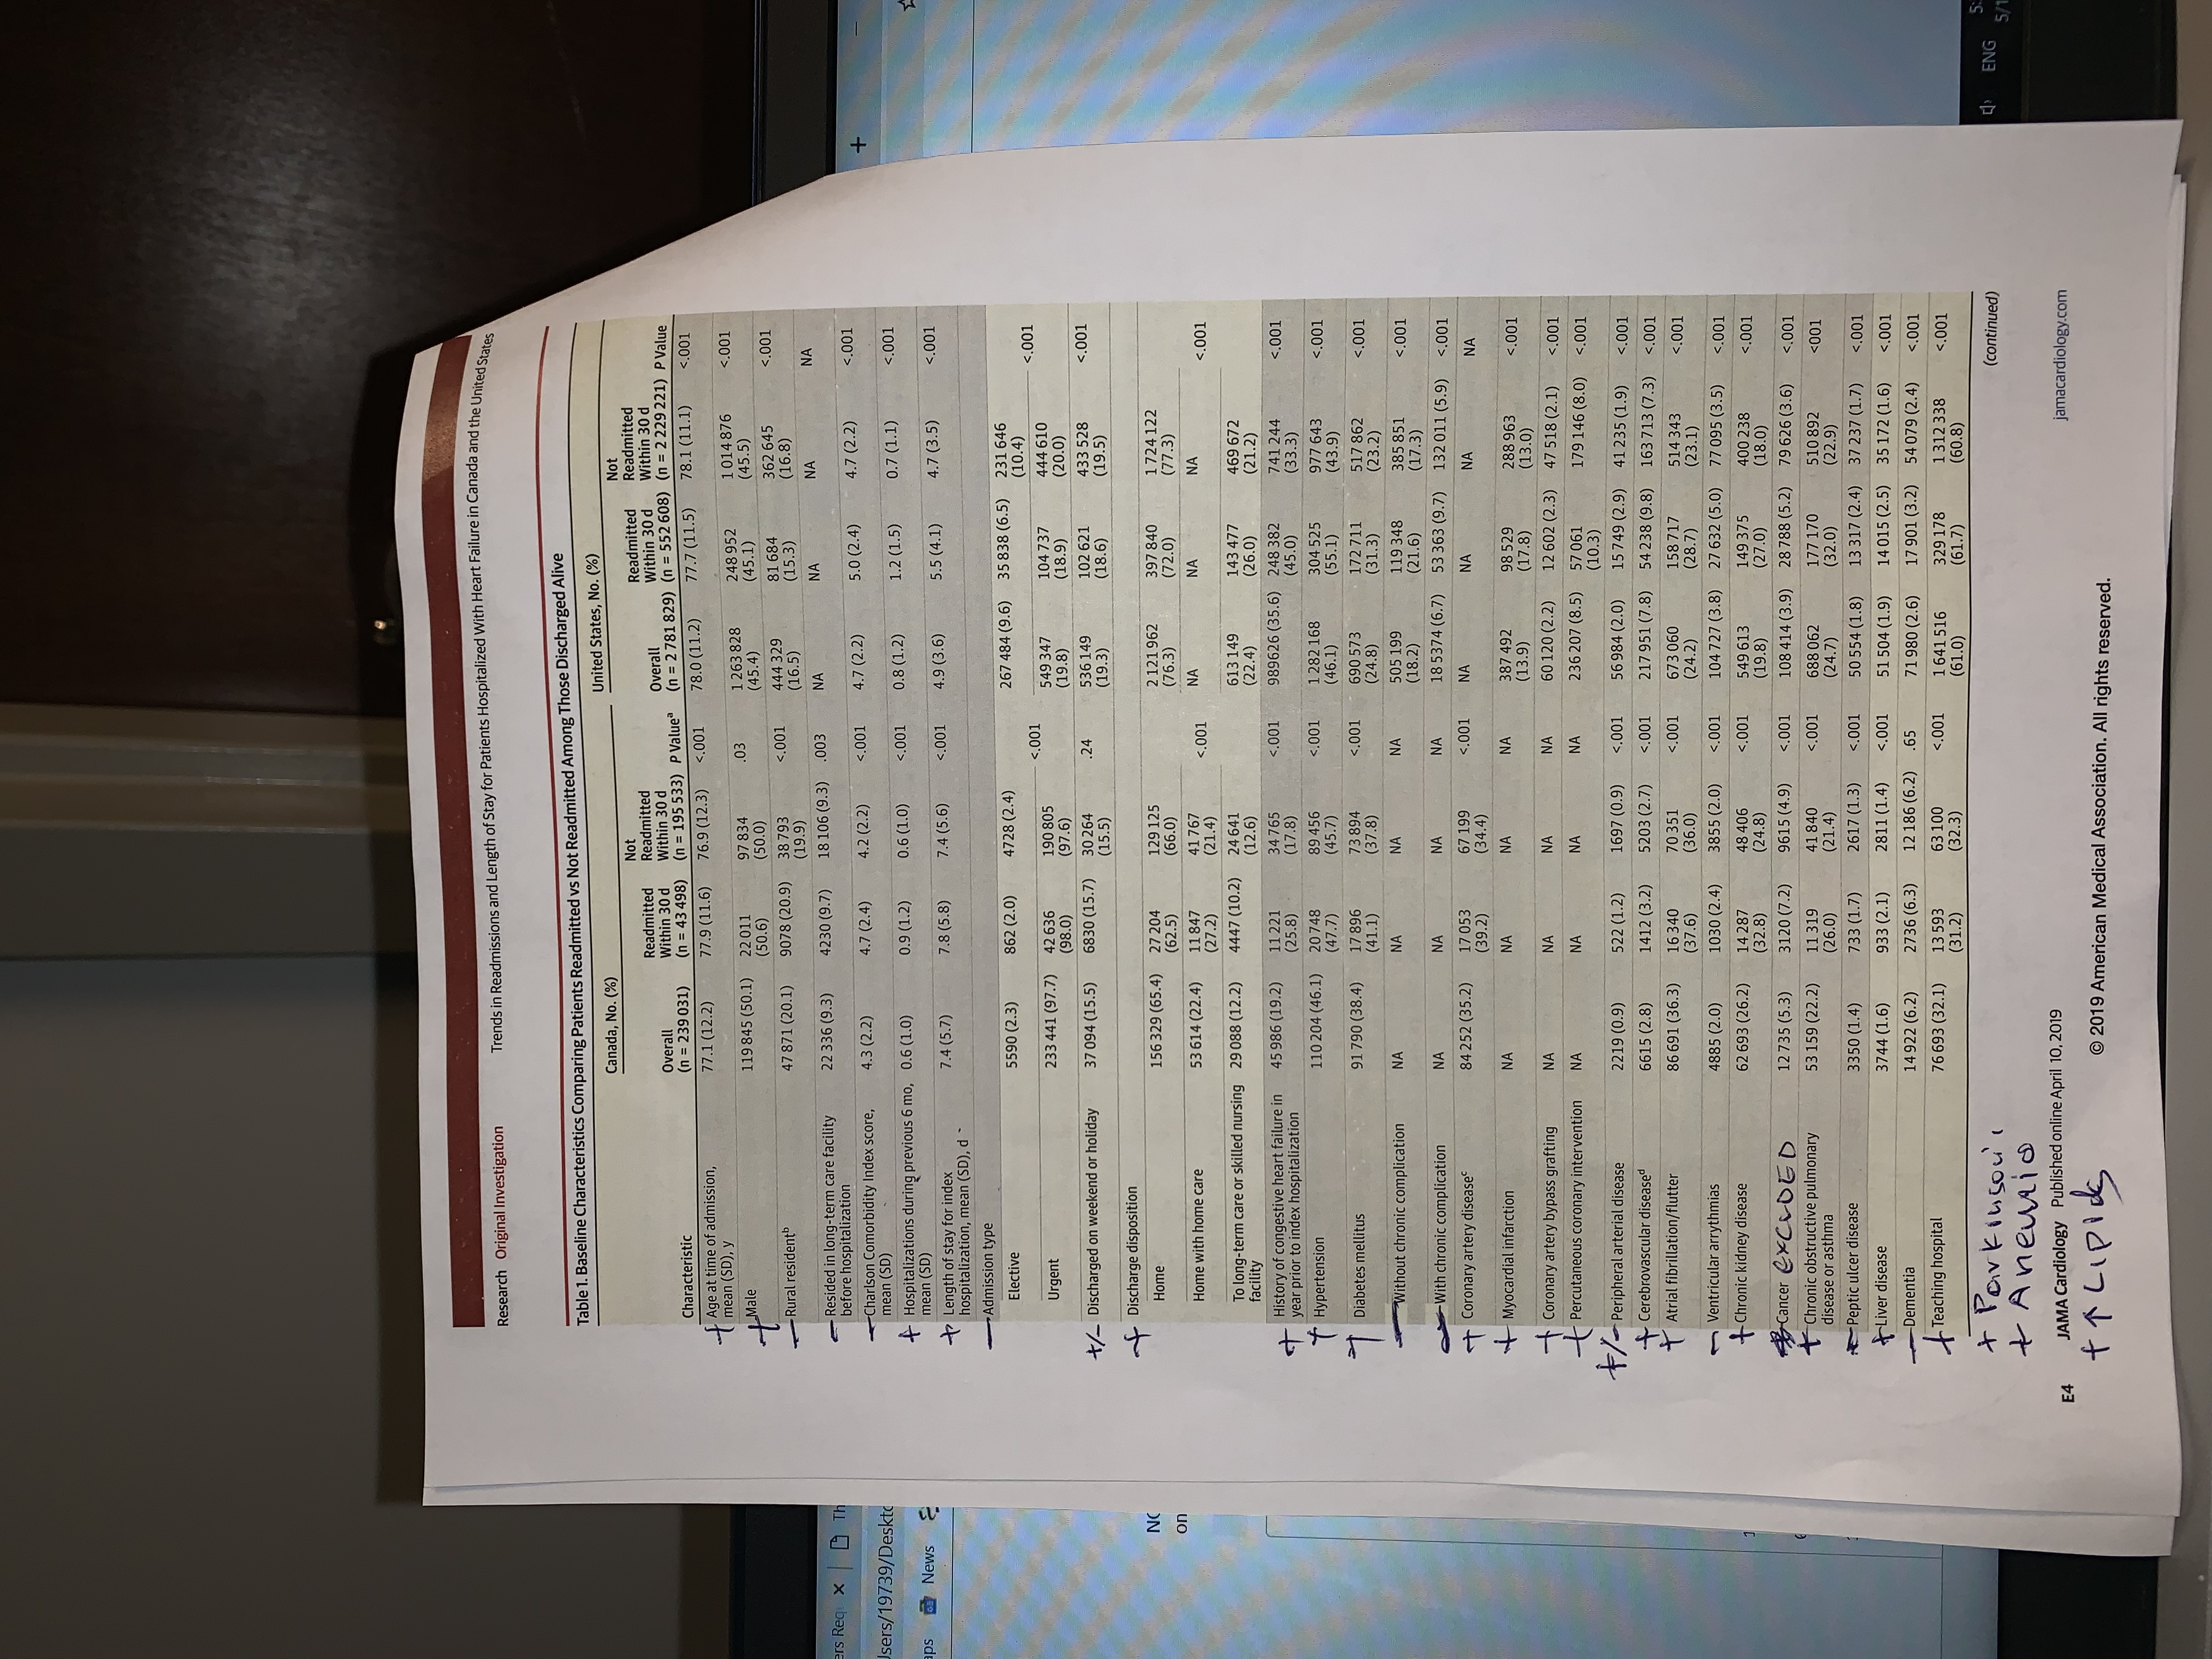 Research Original Investigation Trends in Readmissions and Length of Stay for Patients Hospitalized With Heart Failure in Canada and the United States
Table 1. Baseline Characteristics Comparing Patients Readmitted vs Not Readmitted Among Those Discharged Alive
Canada, No. (%) United States, No. (%)
Characteristic Overall (n = 239 031) Readmitted Within 30 d (n = 43 498) Not Readmitted Within 30 d (n = 195 533) P Valueª Overall (n = 2 781 829) Readmitted Within 30 d (n = 552 608) Not Readmitted Within 30 d (n = 2 229 221) P Value
+ Age at time of admission, mean (SD), y 77.1 (12.2) 77.9 (11.6) 76.9 (12.3) <.001 78.0 (11.2) 77.7 (11.5) 78.1 (11.1) <.001
+ Male 119 845 (50.1) 22 011 (50.6) 97 834 (50.0) .03 1 263 828 (45.4) 248 952 (45.1) 1 014 876 (45.5) <.001
— Rural residentᵇ 47 871 (20.1) 9078 (20.9) 38 793 (19.9) <.001 444 329 (16.5) 81 684 (15.3) 362 645 (16.8) <.001
— Resided in long-term care facility before hospitalization 22 336 (9.3) 4230 (9.7) 18 106 (9.3) .003 NA NA NA NA
— Charlson Comorbidity Index score, mean (SD) 4.3 (2.2) 4.7 (2.4) 4.2 (2.2) <.001 4.7 (2.2) 5.0 (2.4) 4.7 (2.2) <.001
+ Hospitalizations during previous 6 mo, mean (SD) 0.6 (1.0) 0.9 (1.2) 0.6 (1.0) <.001 0.8 (1.2) 1.2 (1.5) 0.7 (1.1) <.001
+ Length of stay for index hospitalization, mean (SD), d 7.4 (5.7) 7.8 (5.8) 7.4 (5.6) <.001 4.9 (3.6) 5.5 (4.1) 4.7 (3.5) <.001
— Admission type
Elective 5590 (2.3) 862 (2.0) 4728 (2.4) <.001 267 484 (9.6) 35 838 (6.5) 231 646 (10.4) <.001
Urgent 233 441 (97.7) 42 636 (98.0) 190 805 (97.6) 549 347 (19.8) 104 737 (18.9) 444 610 (20.0)
+/- Discharged on weekend or holiday 37 094 (15.5) 6830 (15.7) 30 264 (15.5) .24 536 149 (19.3) 102 621 (18.6) 433 528 (19.5) <.001
+ Discharge disposition
Home 156 329 (65.4) 27 204 (62.5) 129 125 (66.0) 2 121 962 (76.3) 397 840 (72.0) 1 724 122 (77.3)
Home with home care 53 614 (22.4) 11 847 (27.2) 41 767 (21.4) <.001 NA NA NA <.001
To long-term care or skilled nursing facility 29 088 (12.2) 4447 (10.2) 24 641 (12.6) 613 149 (22.4) 143 477 (26.0) 469 672 (21.2)
+ History of congestive heart failure in year prior to index hospitalization 45 986 (19.2) 11 221 (25.8) 34 765 (17.8) <.001 989626 (35.6) 248 382 (45.0) 741 244 (33.3) <.001
+ Hypertension 110 204 (46.1) 20 748 (47.7) 89 456 (45.7) <.001 1 282 168 (46.1) 304 525 (55.1) 977 643 (43.9) <.001
+ Diabetes mellitus 91 790 (38.4) 17 896 (41.1) 73 894 (37.8) <.001 690 573 (24.8) 172 711 (31.3) 517 862 (23.2) <.001
— Without chronic complication NA NA NA NA 505 199 (18.2) 119 348 (21.6) 385 851 (17.3) <.001
— With chronic complication NA NA NA NA 18 5374 (6.7) 53 363 (9.7) 132 011 (5.9) <.001
+ Coronary artery diseaseᶜ 84 252 (35.2) 17 053 (39.2) 67 199 (34.4) <.001 NA NA NA NA
+ Myocardial infarction NA NA NA NA 387 492 (13.9) 98 529 (17.8) 288 963 (13.0) <.001
+ Coronary artery bypass grafting NA NA NA NA 60 120 (2.2) 12 602 (2.3) 47 518 (2.1) <.001
+ Percutaneous coronary intervention NA NA NA NA 236 207 (8.5) 57 061 (10.3) 179 146 (8.0) <.001
+/- Peripheral arterial disease 2219 (0.9) 522 (1.2) 1697 (0.9) <.001 56 984 (2.0) 15 749 (2.9) 41 235 (1.9) <.001
+ Cerebrovascular diseaseᵈ 6615 (2.8) 1412 (3.2) 5203 (2.7) <.001 217 951 (7.8) 54 238 (9.8) 163 713 (7.3) <.001
+ Atrial fibrillation/flutter 86 691 (36.3) 16 340 (37.6) 70 351 (36.0) <.001 673 060 (24.2) 158 717 (28.7) 514 343 (23.1) <.001
— Ventricular arrythmias 4885 (2.0) 1030 (2.4) 3855 (2.0) <.001 104 727 (3.8) 27 632 (5.0) 77 095 (3.5) <.001
+ Chronic kidney disease 62 693 (26.2) 14 287 (32.8) 48 406 (24.8) <.001 549 613 (19.8) 149 375 (27.0) 400 238 (18.0) <.001
Cancer EXCLDED 12 735 (5.3) 3120 (7.2) 9615 (4.9) <.001 108 414 (3.9) 28 788 (5.2) 79 626 (3.6) <.001
+ Chronic obstructive pulmonary disease or asthma 53 159 (22.2) 11 319 (26.0) 41 840 (21.4) <.001 688 062 (24.7) 177 170 (32.0) 510 892 (22.9) <001
Peptic ulcer disease 3350 (1.4) 733 (1.7) 2617 (1.3) <.001 50 554 (1.8) 13 317 (2.4) 37 237 (1.7) <.001
+ Liver disease 3744 (1.6) 933 (2.1) 2811 (1.4) <.001 51 504 (1.9) 14 015 (2.5) 35 172 (1.6) <.001
— Dementia 14 922 (6.2) 2736 (6.3) 12 186 (6.2) .65 71 980 (2.6) 17 901 (3.2) 54 079 (2.4) <.001
+ Teaching hospital 76 693 (32.1) 13 593 (31.2) 63 100 (32.3) <.001 1 641 516 (61.0) 329 178 (61.7) 1 312 338 (60.8) <.001
(continued)
+ Parkinson's
+ Anemia
E4 JAMA Cardiology Published online April 10, 2019 jamacardiology.com
+ ↑ Lipids
© 2019 American Medical Association. All rights reserved.
ers Req
Th
Jsers/19739/Deskto
aps
News
on
ENG